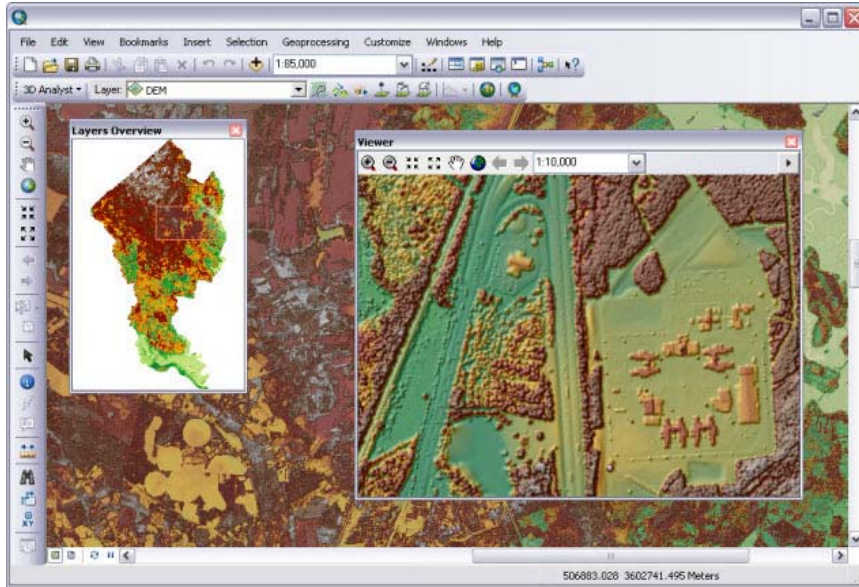 File Edit View Bookmarks Insert Selection Geoprocessing Customize Windows Help
1:85,000
3D Analyst Layer: DEM
Layers Overview
Viewer
1:10,000
XY
506883.028 3602741.495 Meters